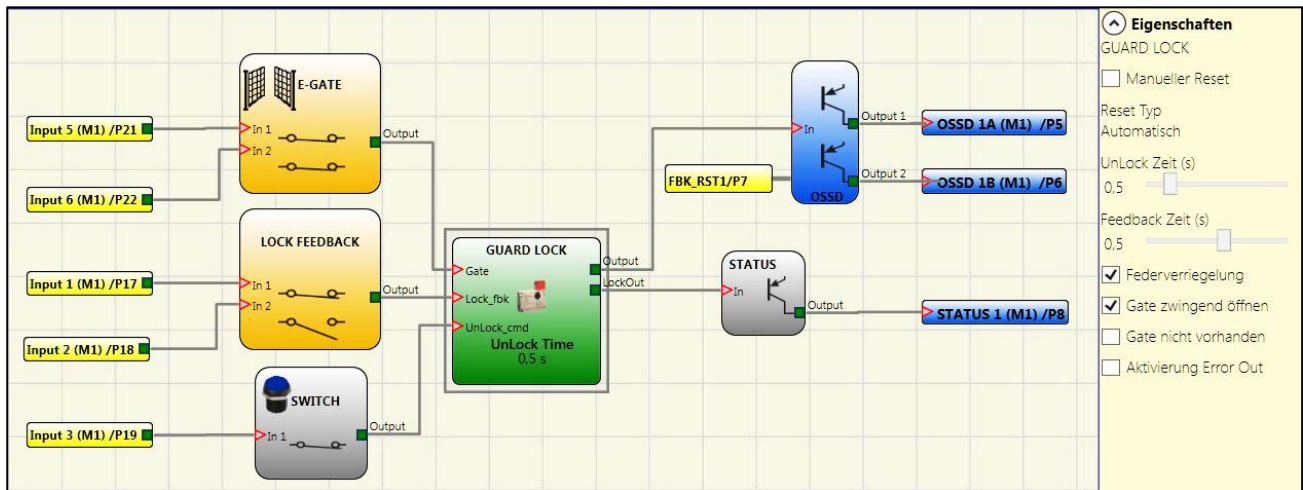 E-GATE
Input 5 (M1) /P21
In 1
In 2
Output
Input 6 (M1) /P22
LOCK FEEDBACK
Input 1 (M1) /P17
In 1
In 2
Output
Input 2 (M1) /P18
SWITCH
Input 3 (M1) /P19
In 1
Output
GUARD LOCK
Gate
Lock_fbk
UnLock_cmd
UnLock Time
0,5 s
Output
LockOut
FBK_RST1/P7
In
OSSD
Output 1
Output 2
OSSD 1A (M1) /P5
OSSD 1B (M1) /P6
STATUS
In
Output
STATUS 1 (M1) /P8
Eigenschaften
GUARD LOCK
Manueller Reset
Reset Typ
Automatisch
UnLock Zeit (s)
0,5
Feedback Zeit (s)
0,5
Federverriegelung
Gate zwingend öffnen
Gate nicht vorhanden
Aktivierung Error Out